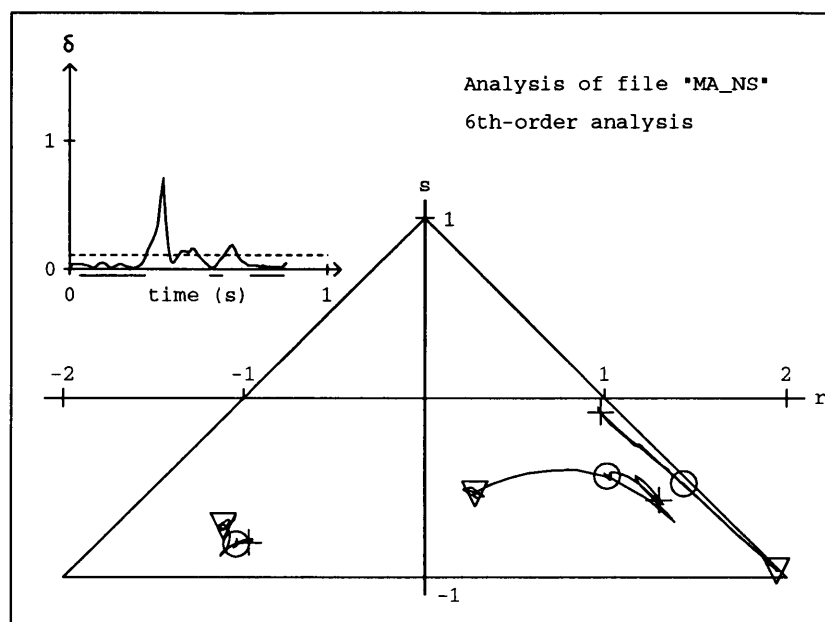 δ
Analysis of file "MA_NS"
6th-order analysis
1
s
1
0
0
time (s)
1
-2
-1
1
2
r
-1